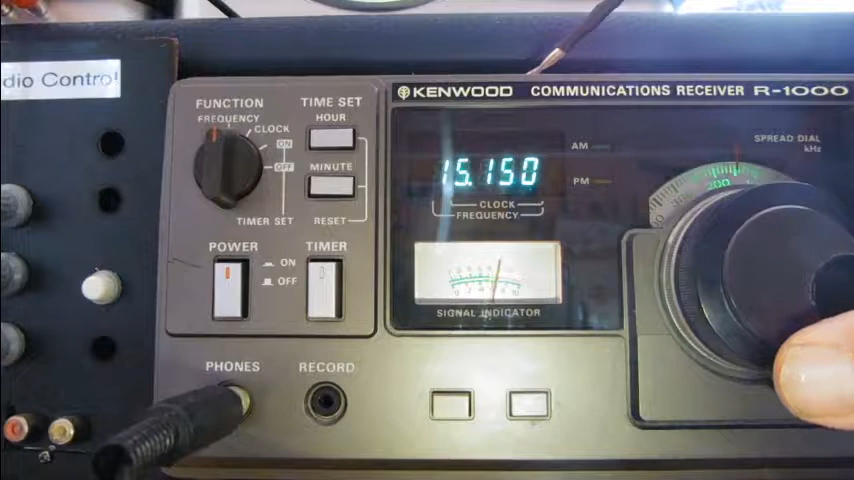 dio Control!
FUNCTION
FREQUENCY
CLOCK
ON
OFF
TIMER SET
TIME SET
HOUR
MINUTE
RESET
POWER
TIMER
ON
OFF
PHONES
RECORD
KENWOOD COMMUNICATIONS RECEIVER R-1000
15.150
AM
PM
CLOCK
FREQUENCY
SIGNAL INDICATOR
SPREAD DIAL
kHz
200